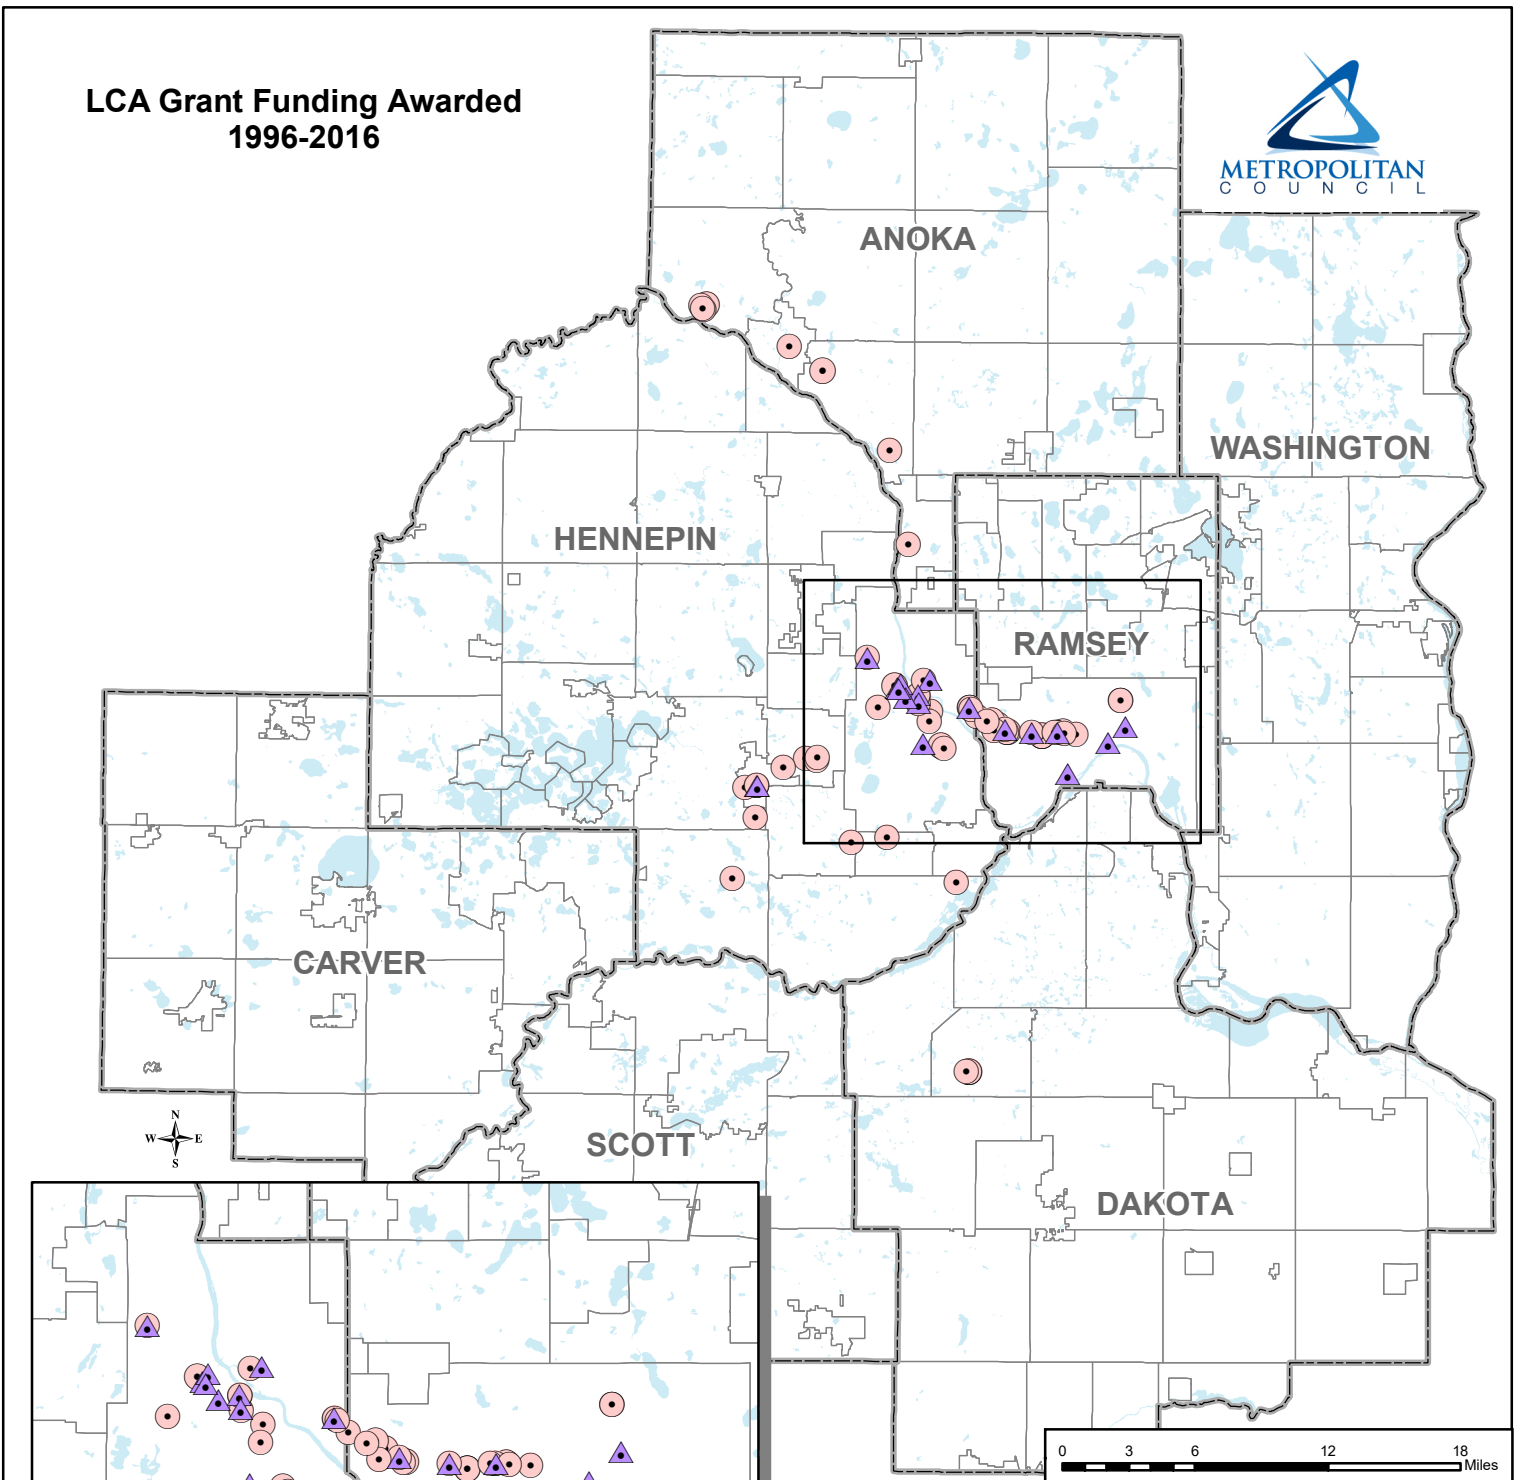 LCA Grant Funding Awarded
1996-2016
METROPOLITAN
COUNCIL
ANOKA
WASHINGTON
HENNEPIN
RAMSEY
CARVER
N
W E
S
SCOTT
DAKOTA
0 3 6 12 18
Miles